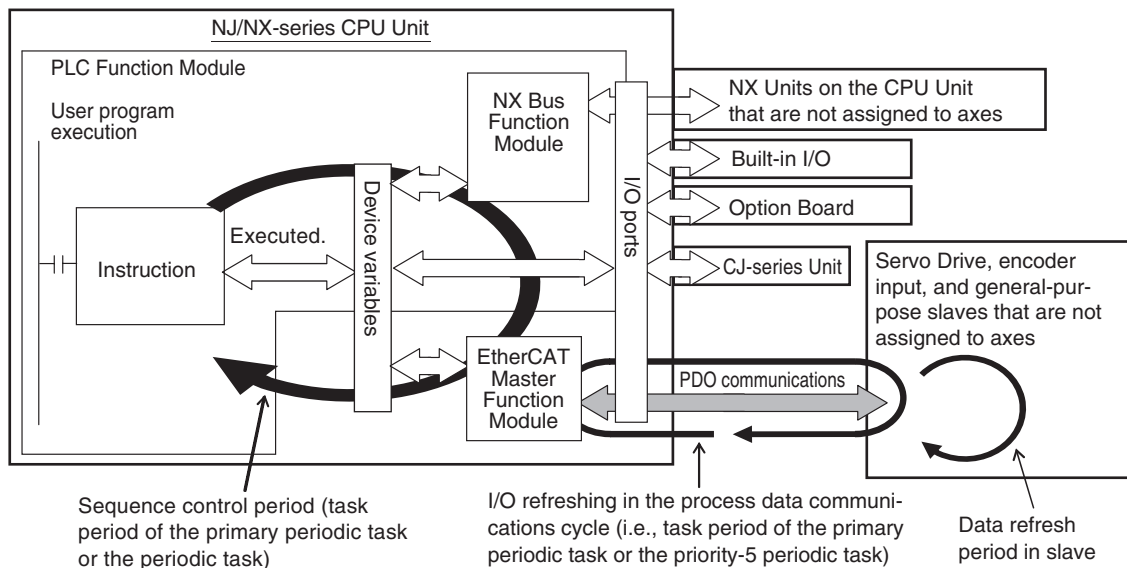 NJ/NX-series CPU Unit
PLC Function Module
User program
execution
NX Bus
Function
Module
NX Units on the CPU Unit
that are not assigned to axes
Built-in I/O
Option Board
CJ-series Unit
I/O ports
Device variables
Executed.
Instruction
Servo Drive, encoder
input, and general-pur-
pose slaves that are not
assigned to axes
EtherCAT
Master
Function
Module
PDO communications
Sequence control period (task
period of the primary periodic task
or the periodic task)
I/O refreshing in the process data communi-
cations cycle (i.e., task period of the primary
periodic task or the priority-5 periodic task)
Data refresh
period in slave